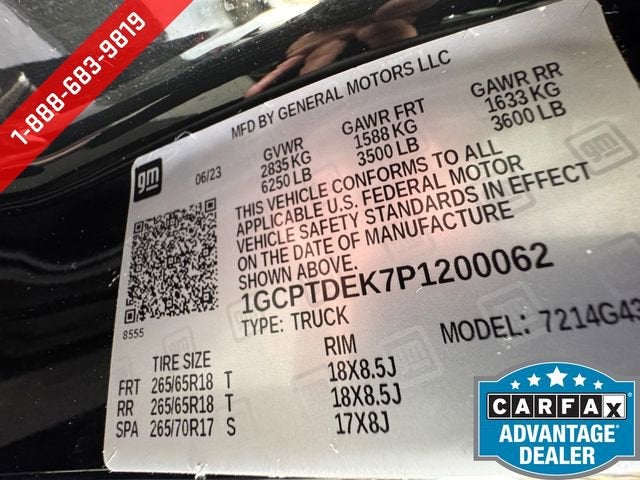 1-888-683-9819
MFD BY GENERAL MOTORS LLC
gm
06/23
GVWR GAWR FRT GAWR RR
2835 KG 1588 KG 1633 KG
6250 LB 3500 LB 3600 LB
THIS VEHICLE CONFORMS TO ALL
APPLICABLE U.S. FEDERAL MOTOR
VEHICLE SAFETY STANDARDS IN EFFECT
ON THE DATE OF MANUFACTURE
SHOWN ABOVE.
1GCPTDEK7P1200062
8555
TYPE: TRUCK MODEL: 7214G43
TIRE SIZE RIM
FRT 265/65R18 T 18X8.5J
RR 265/65R18 T 18X8.5J
SPA 265/70R17 S 17X8J
CARFAX
ADVANTAGE
DEALER